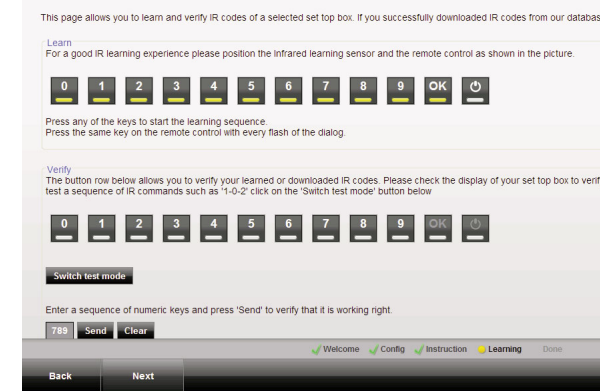 This page allows you to learn and verify IR codes of a selected set top box. If you successfully downloaded IR codes from our databas
Learn
For a good IR learning experience please position the Infrared learning sensor and the remote control as shown in the picture.
0 1 2 3 4 5 6 7 8 9 OK
Press any of the keys to start the learning sequence.
Press the same key on the remote control with every flash of the dialog.
Verify
The button row below allows you to verify your learned or downloaded IR codes. Please check the display of your set top box to verif
test a sequence of IR commands such as '1-0-2' click on the 'Switch test mode' button below
0 1 2 3 4 5 6 7 8 9 OK
Switch test mode
Enter a sequence of numeric keys and press 'Send' to verify that it is working right.
789 Send Clear
Welcome Config Instruction Learning Done
Back Next